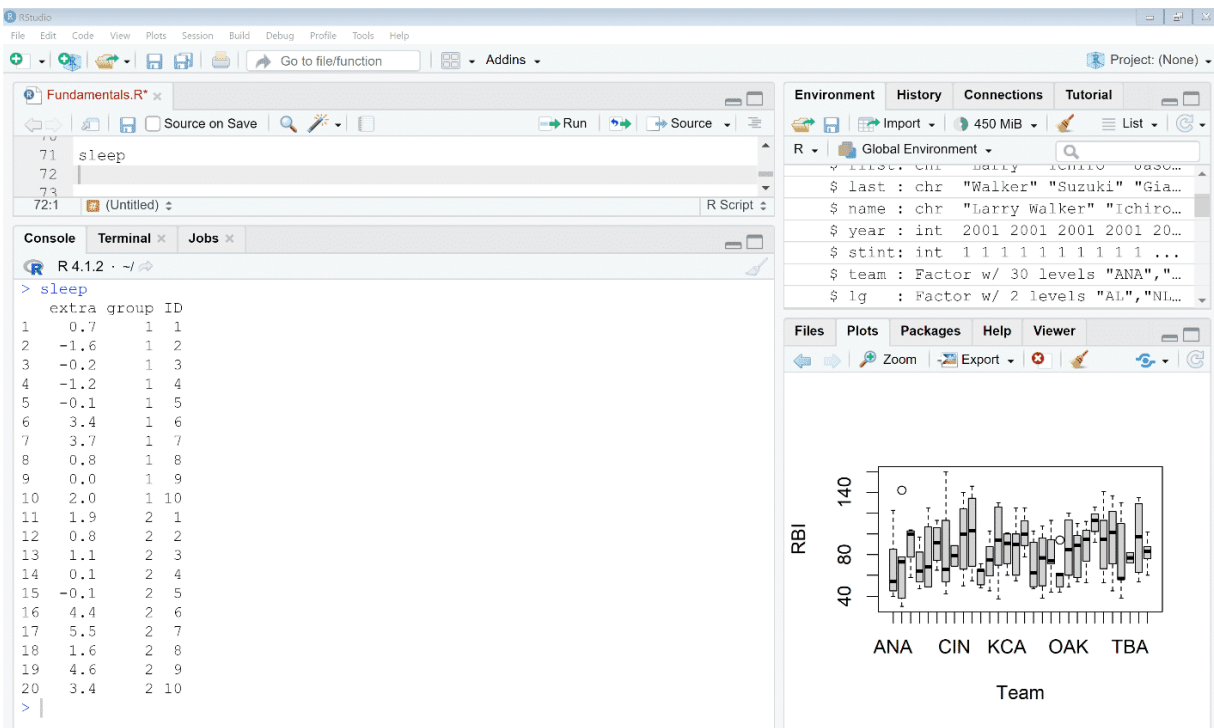 RStudio
File Edit Code View Plots Session Build Debug Profile Tools Help
Go to file/function Addins Project: (None)
Fundamentals.R*
Source on Save Run Source
71 sleep
72
73
72:1 (Untitled) R Script
Console Terminal Jobs
R 4.1.2 · ~/
> sleep
extra group ID
1 0.7 1 1
2 -1.6 1 2
3 -0.2 1 3
4 -1.2 1 4
5 -0.1 1 5
6 3.4 1 6
7 3.7 1 7
8 0.8 1 8
9 0.0 1 9
10 2.0 1 10
11 1.9 2 1
12 0.8 2 2
13 1.1 2 3
14 0.1 2 4
15 -0.1 2 5
16 4.4 2 6
17 5.5 2 7
18 1.6 2 8
19 4.6 2 9
20 3.4 2 10
>
Environment History Connections Tutorial
Import 450 MiB List
R Global Environment
$ last : chr "Walker" "Suzuki" "Gia…
$ name : chr "Larry Walker" "Ichiro…
$ year : int 2001 2001 2001 2001 20…
$ stint: int 1 1 1 1 1 1 1 1 1 1 ...
$ team : Factor w/ 30 levels "ANA","…
$ lg : Factor w/ 2 levels "AL","NL…
Files Plots Packages Help Viewer
Zoom Export
RBI
140
80
40
ANA CIN KCA OAK TBA
Team